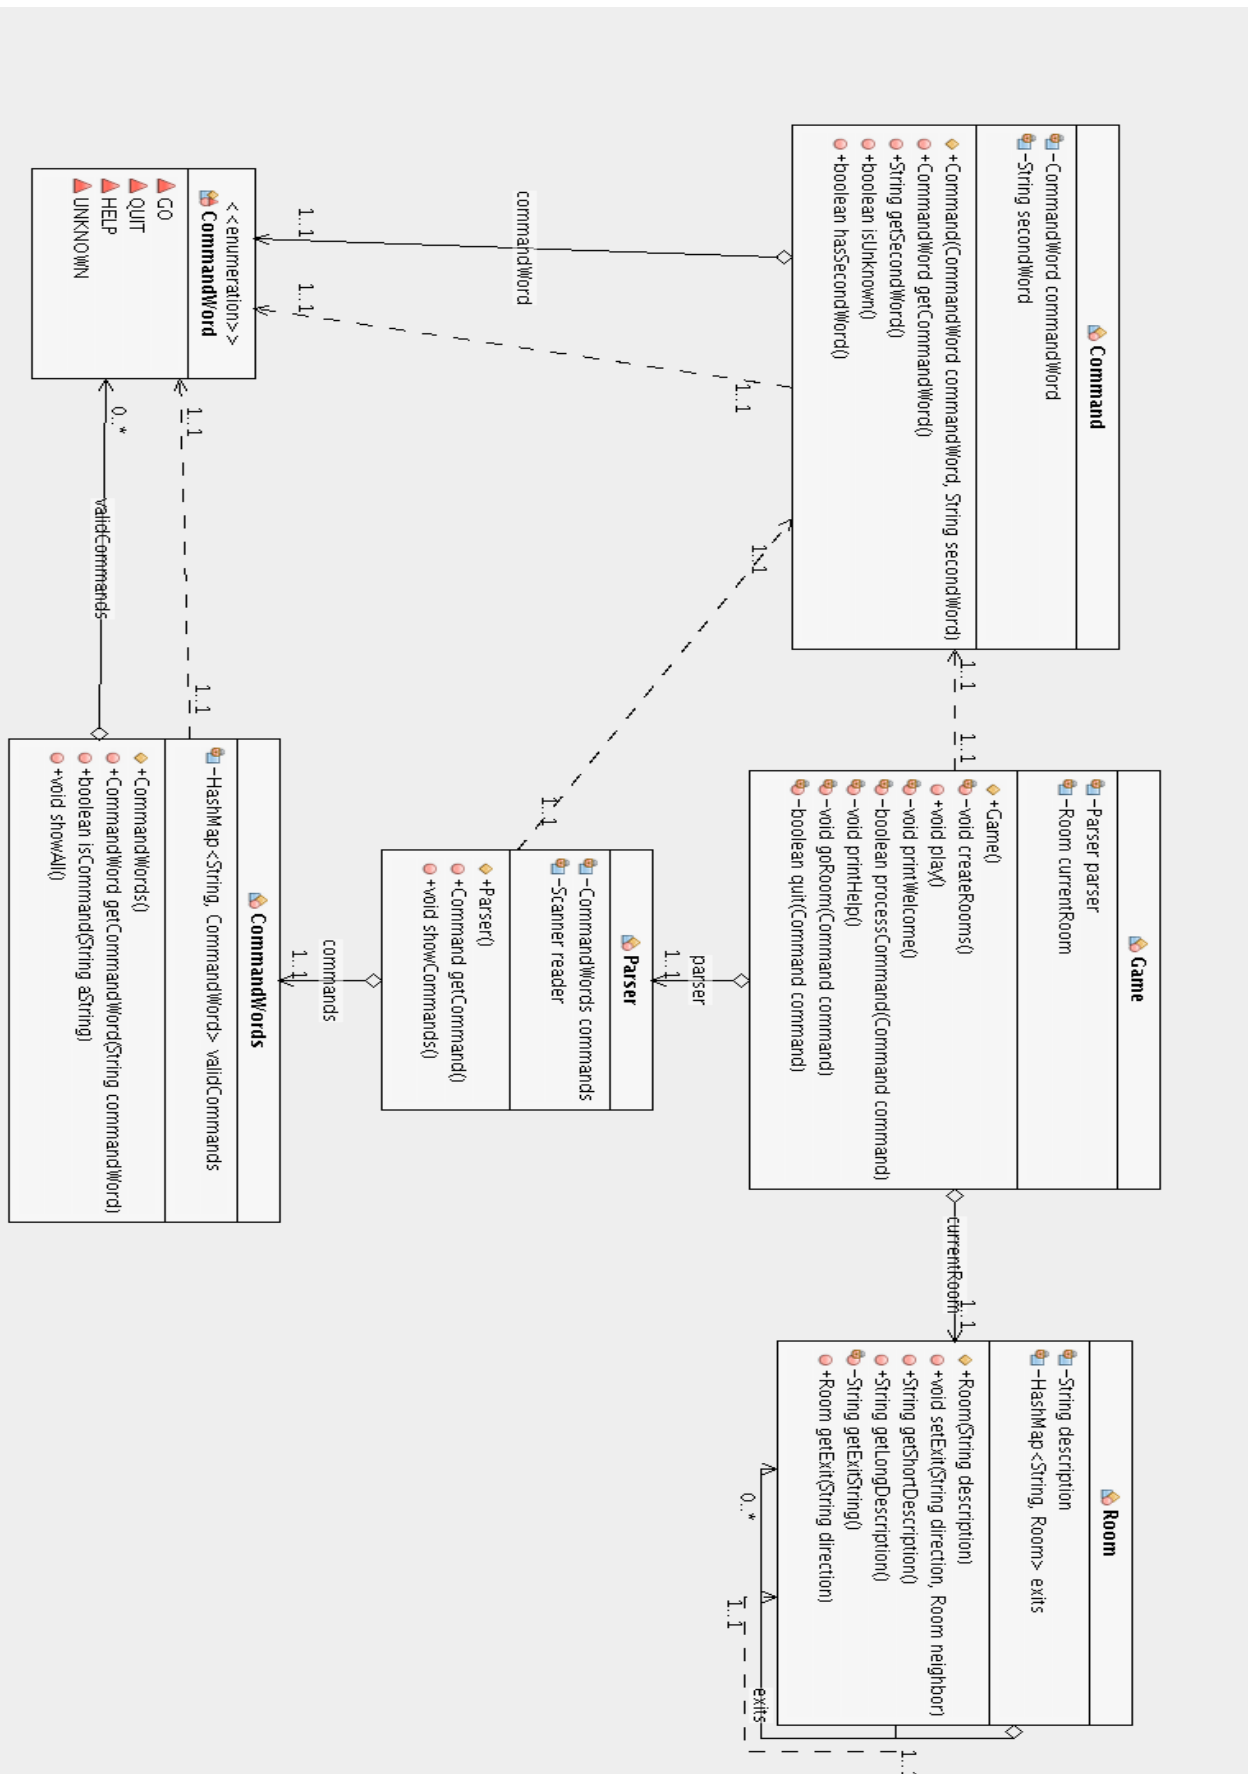 Command
-CommandWord commandWord
-String secondWord
+Command(CommandWord commandWord, String secondWord)
+CommandWord getCommandWord()
+String getSecondWord()
+boolean isUnknown()
+boolean hasSecondWord()
1..1
1..1
Game
-Parser parser
-Room currentRoom
+Game()
-void createRooms()
+void play()
-void printWelcome()
-boolean processCommand(Command command)
-void printHelp()
-void goRoom(Command command)
-boolean quit(Command command)
currentRoom
1..1
Room
-String description
-HashMap<String, Room> exits
+Room(String description)
+void setExit(String direction, Room neighbor)
+String getShortDescription()
+String getLongDescription()
-String getExitString()
+Room getExit(String direction)
0..*
1..1
exits
commandWord
1..1
1..1
1..1
1..1
1..1
parser
1..1
Parser
-CommandWords commands
-Scanner reader
+Parser()
+Command getCommand()
+void showCommands()
commands
1..1
<<enumeration>>
CommandWord
GO
QUIT
HELP
UNKNOWN
1..1
1..1
0..*
validCommands
CommandWords
-HashMap<String, CommandWord> validCommands
+CommandWords()
+CommandWord getCommandWord(String commandWord)
+boolean isCommand(String aString)
+void showAll()